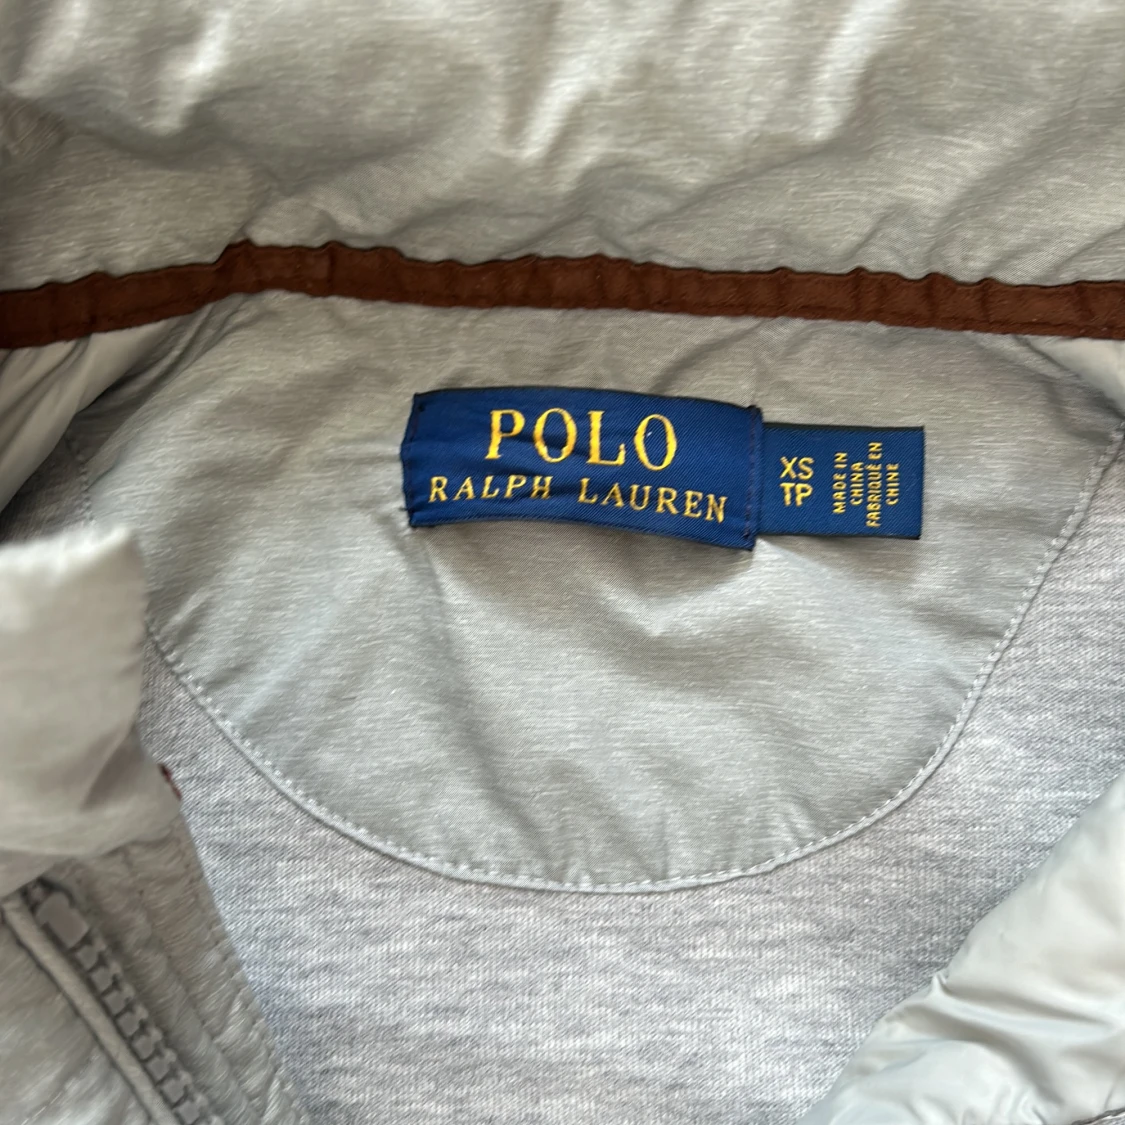 POLO
RALPH LAUREN
XS
TP
MADE IN
CHINA
FABRIQUÉ EN
CHINE